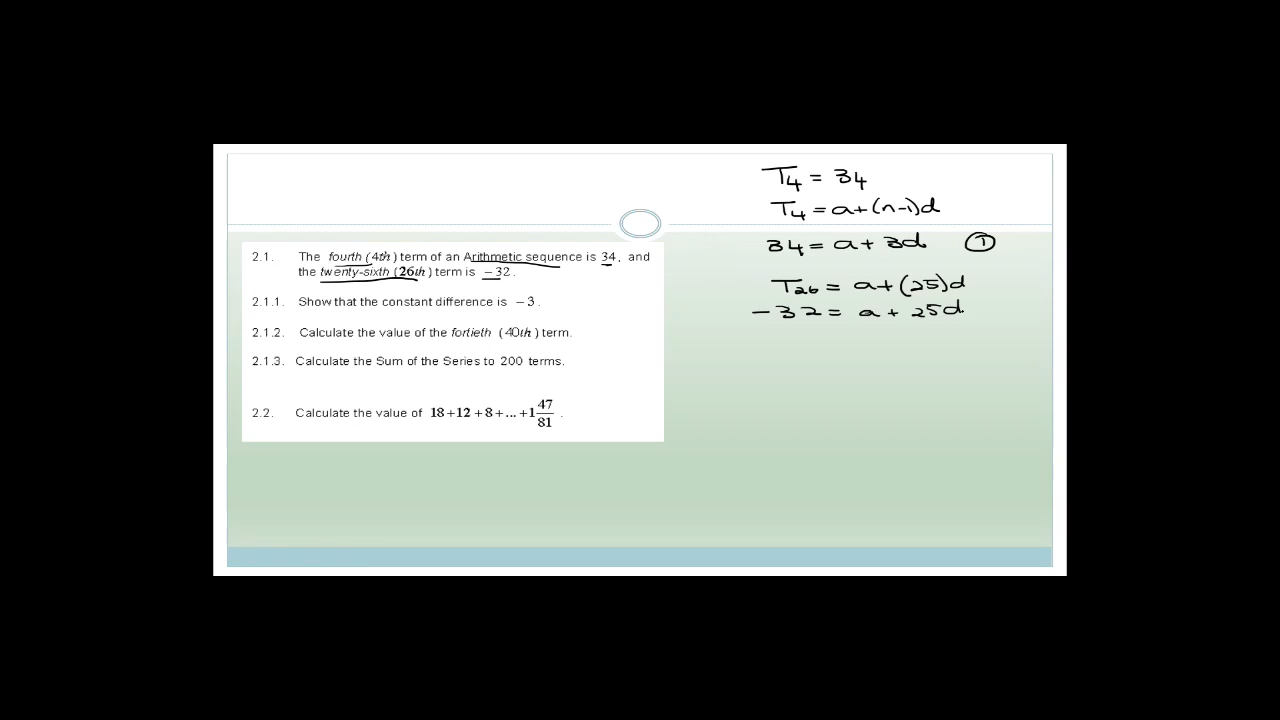 2.1. The fourth (4th) term of an Arithmetic sequence is 34, and
the twenty-sixth (26th) term is −32.
2.1.1. Show that the constant difference is −3.
2.1.2. Calculate the value of the fortieth (40th) term.
2.1.3. Calculate the Sum of the Series to 200 terms.
2.2. Calculate the value of 18+12+8+...+1 47/81.
T4 = 34
T4 = a+(n-1)d
34 = a+3d ①
T26 = a+(25)d
-32 = a+25d